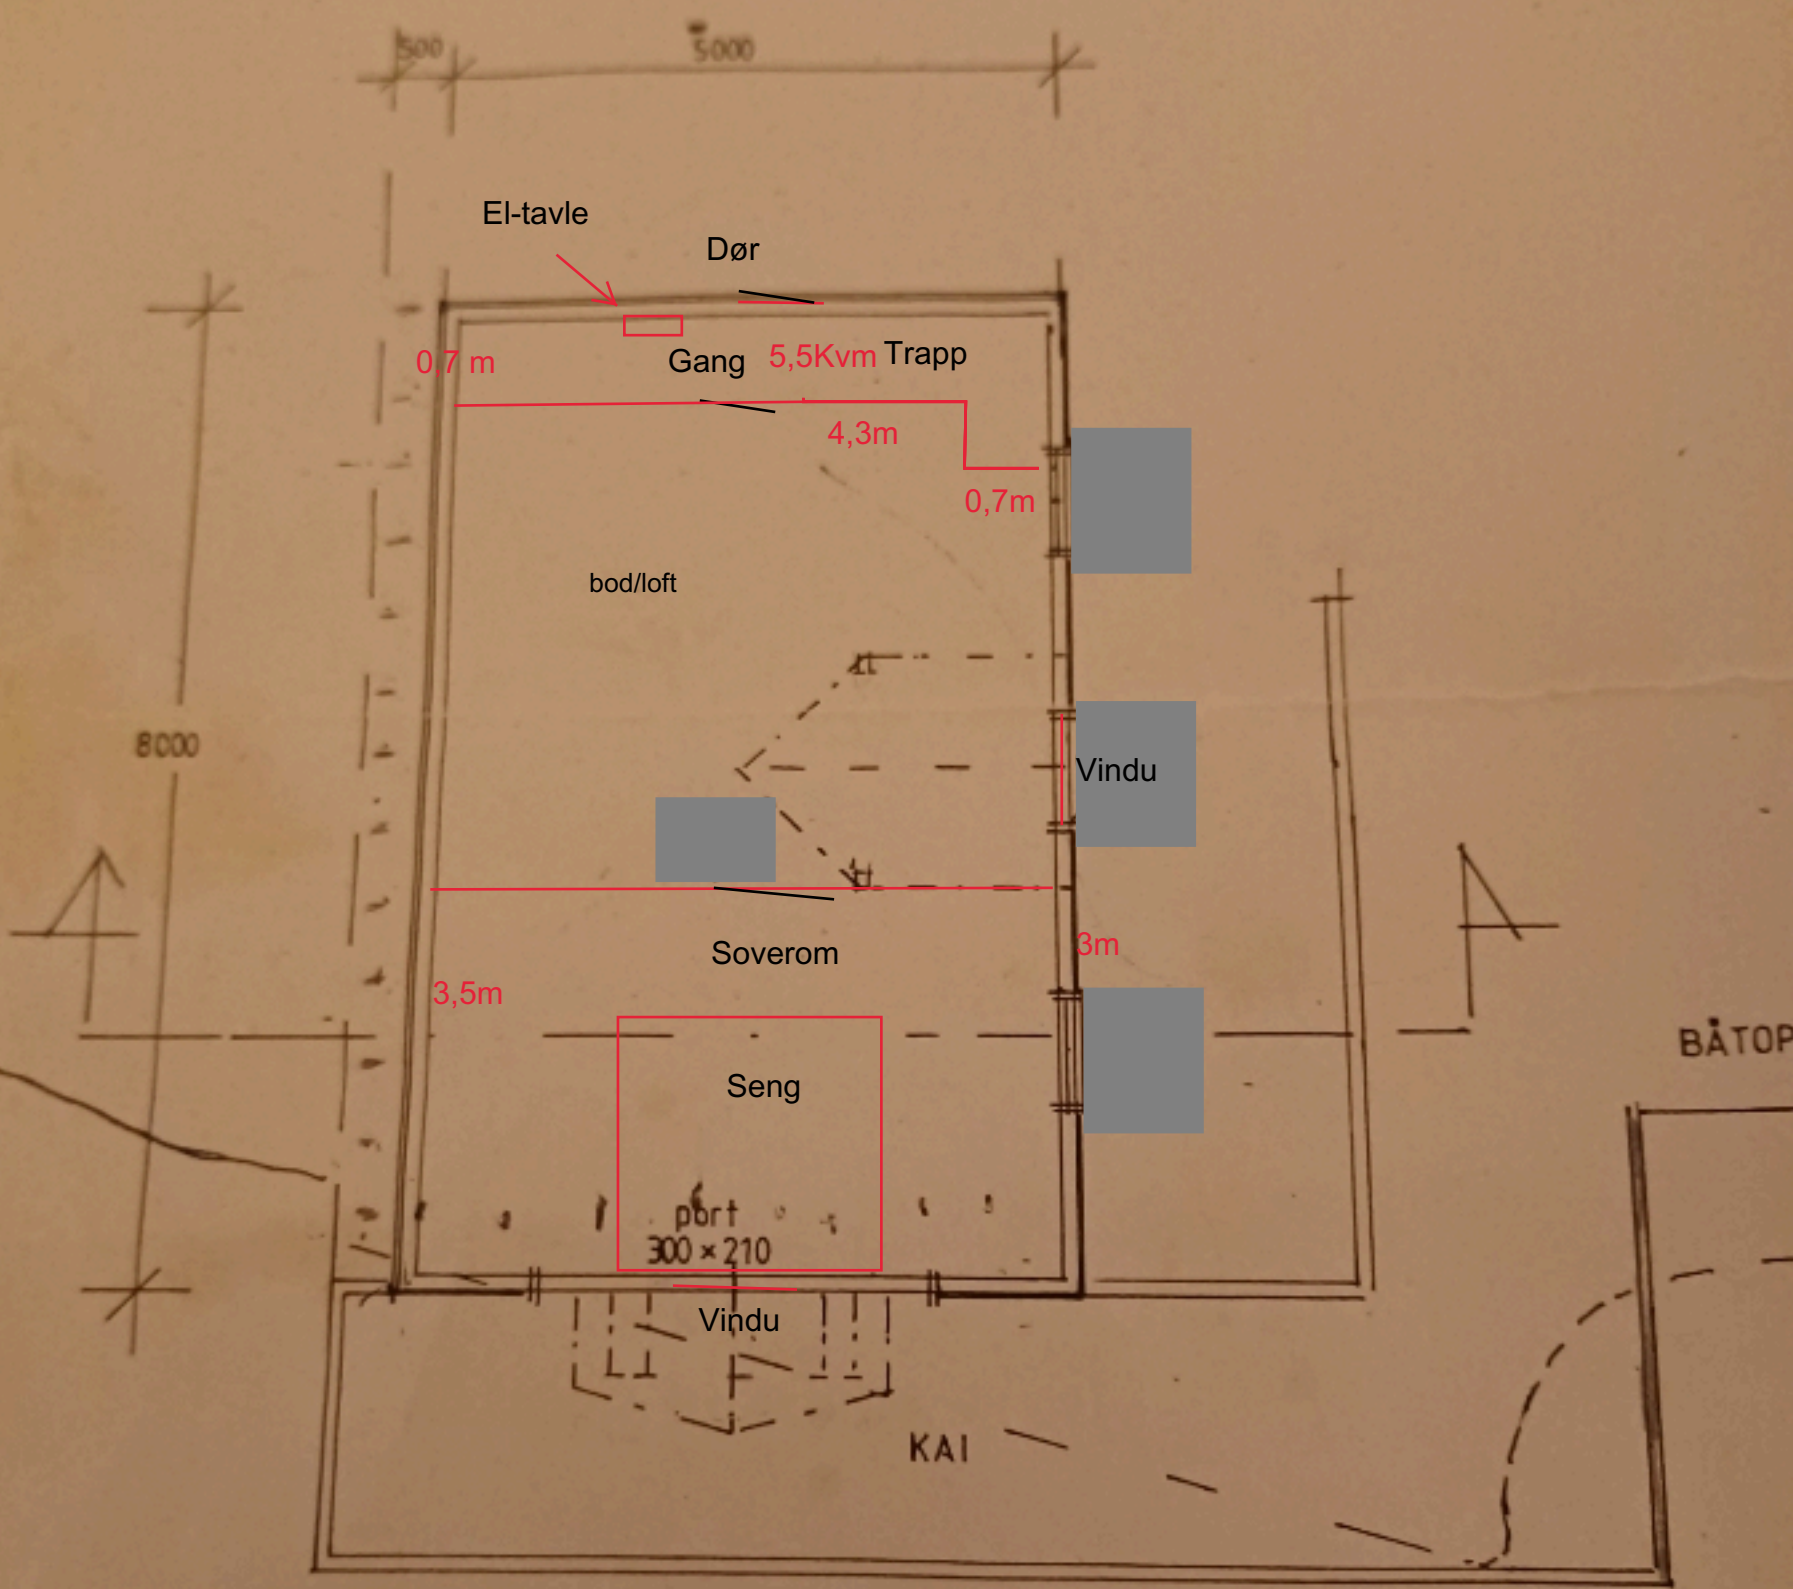 500
5000
El-tavle
Dør
0,7 m
Gang
5,5Kvm
Trapp
4,3m
0,7m
bod/loft
8000
Vindu
Soverom
3m
3,5m
BÅTOP
Seng
port
300 × 210
Vindu
KAI